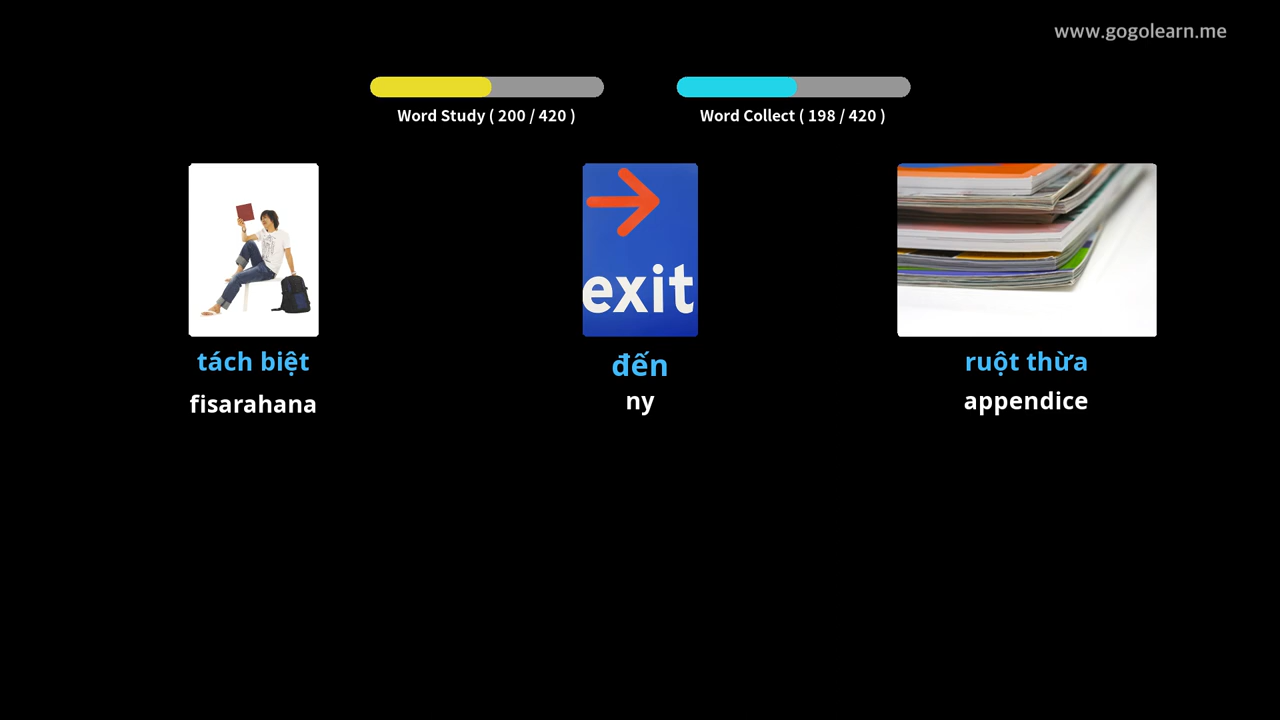 www.gogolearn.me
Word Study ( 200 / 420 )
Word Collect ( 198 / 420 )
exit
tách biệt
fisarahana
đến
ny
ruột thừa
appendice